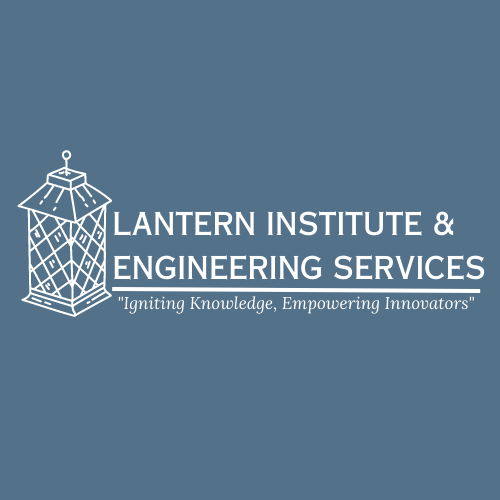 LANTERN INSTITUTE &
ENGINEERING SERVICES
"Igniting Knowledge, Empowering Innovators"